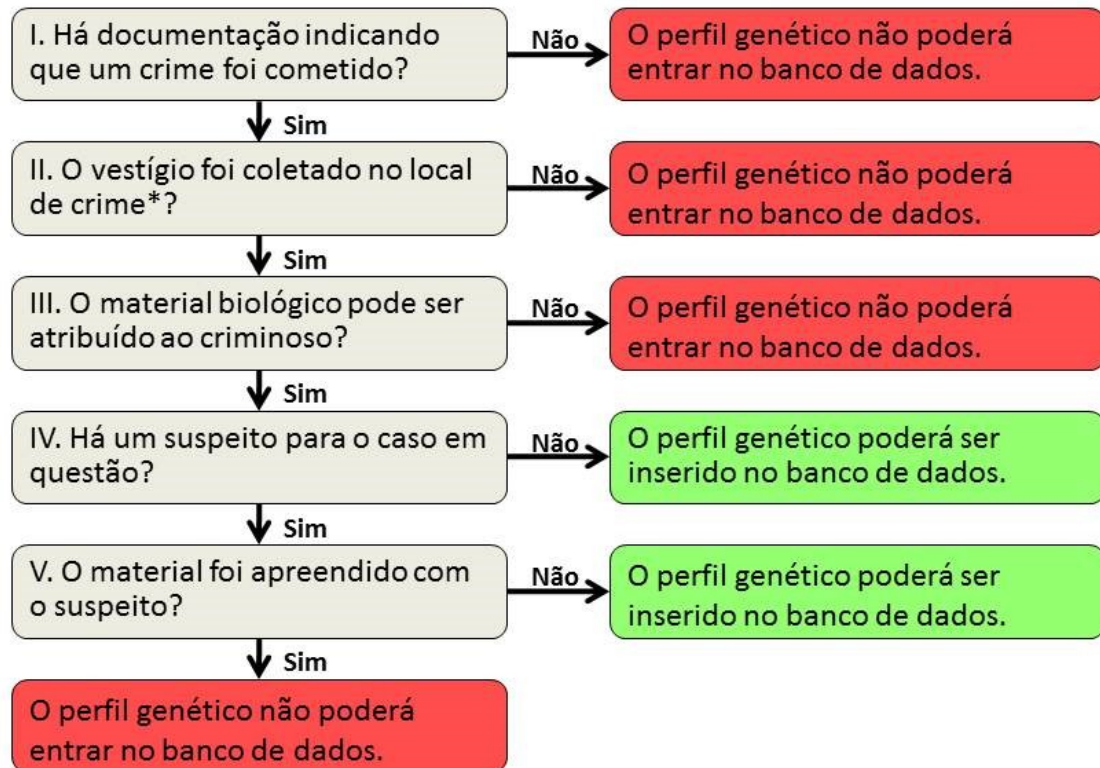 I. Há documentação indicando
que um crime foi cometido?
Não
O perfil genético não poderá
entrar no banco de dados.
Sim
II. O vestígio foi coletado no local
de crime*?
Não
O perfil genético não poderá
entrar no banco de dados.
Sim
III. O material biológico pode ser
atribuído ao criminoso?
Não
O perfil genético não poderá
entrar no banco de dados.
Sim
IV. Há um suspeito para o caso em
questão?
Não
O perfil genético poderá ser
inserido no banco de dados.
Sim
V. O material foi apreendido com
o suspeito?
Não
O perfil genético poderá ser
inserido no banco de dados.
Sim
O perfil genético não poderá
entrar no banco de dados.